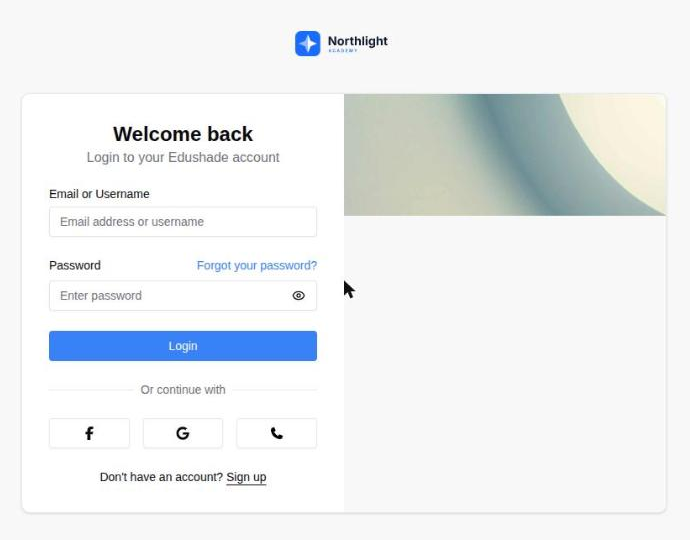 Northlight
ACADEMY
Welcome back
Login to your Edushade account
Email or Username
Email address or username
Password
Forgot your password?
Enter password
Login
Or continue with
Don't have an account? Sign up